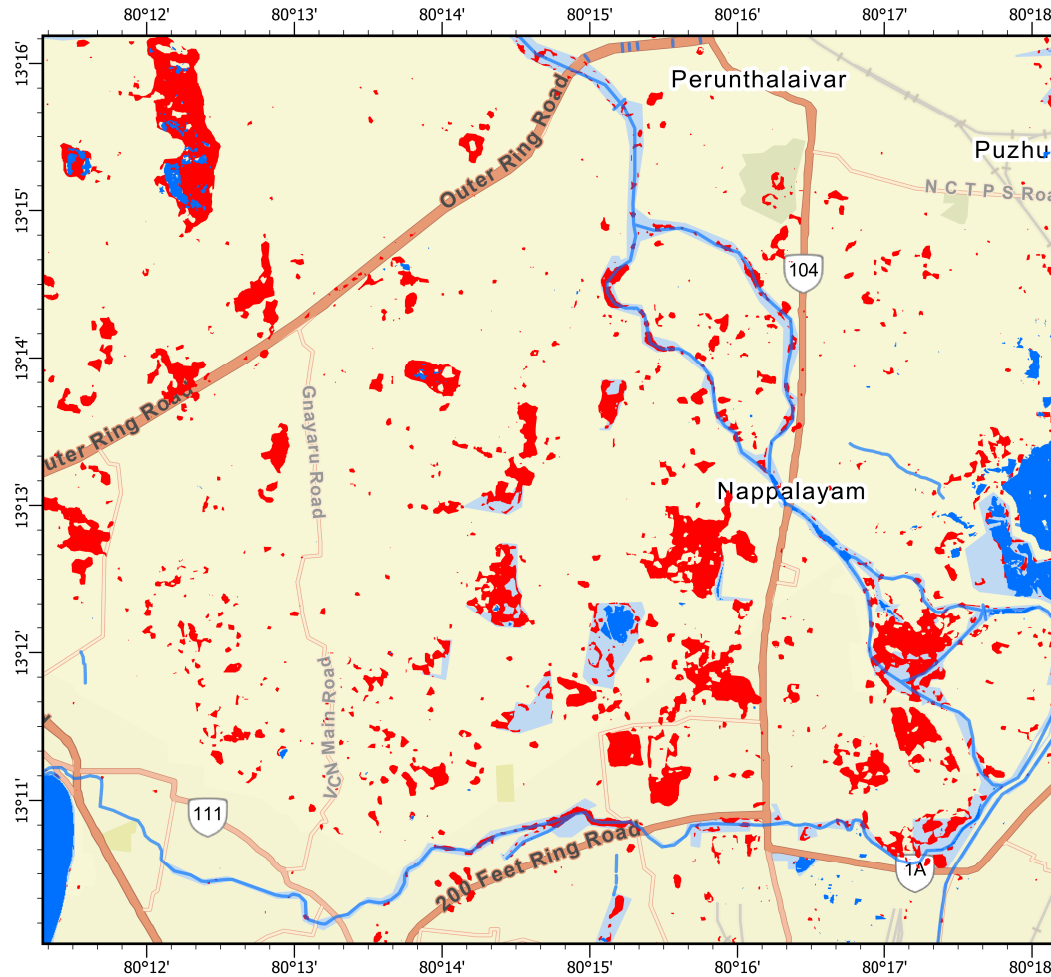 80°12' 80°13' 80°14' 80°15' 80°16' 80°17' 80°18
13°16'
Perunthalaivar
Puzhu
Outer Ring Road
N C T P S Roa
13°15'
104
13°14'
uter Ring Road
Gnayaru Road
Nappalayam
13°13'
13°12'
VCN Main Road
13°11'
111
200 Feet Ring Road
1A
80°12' 80°13' 80°14' 80°15' 80°16' 80°17' 80°18'